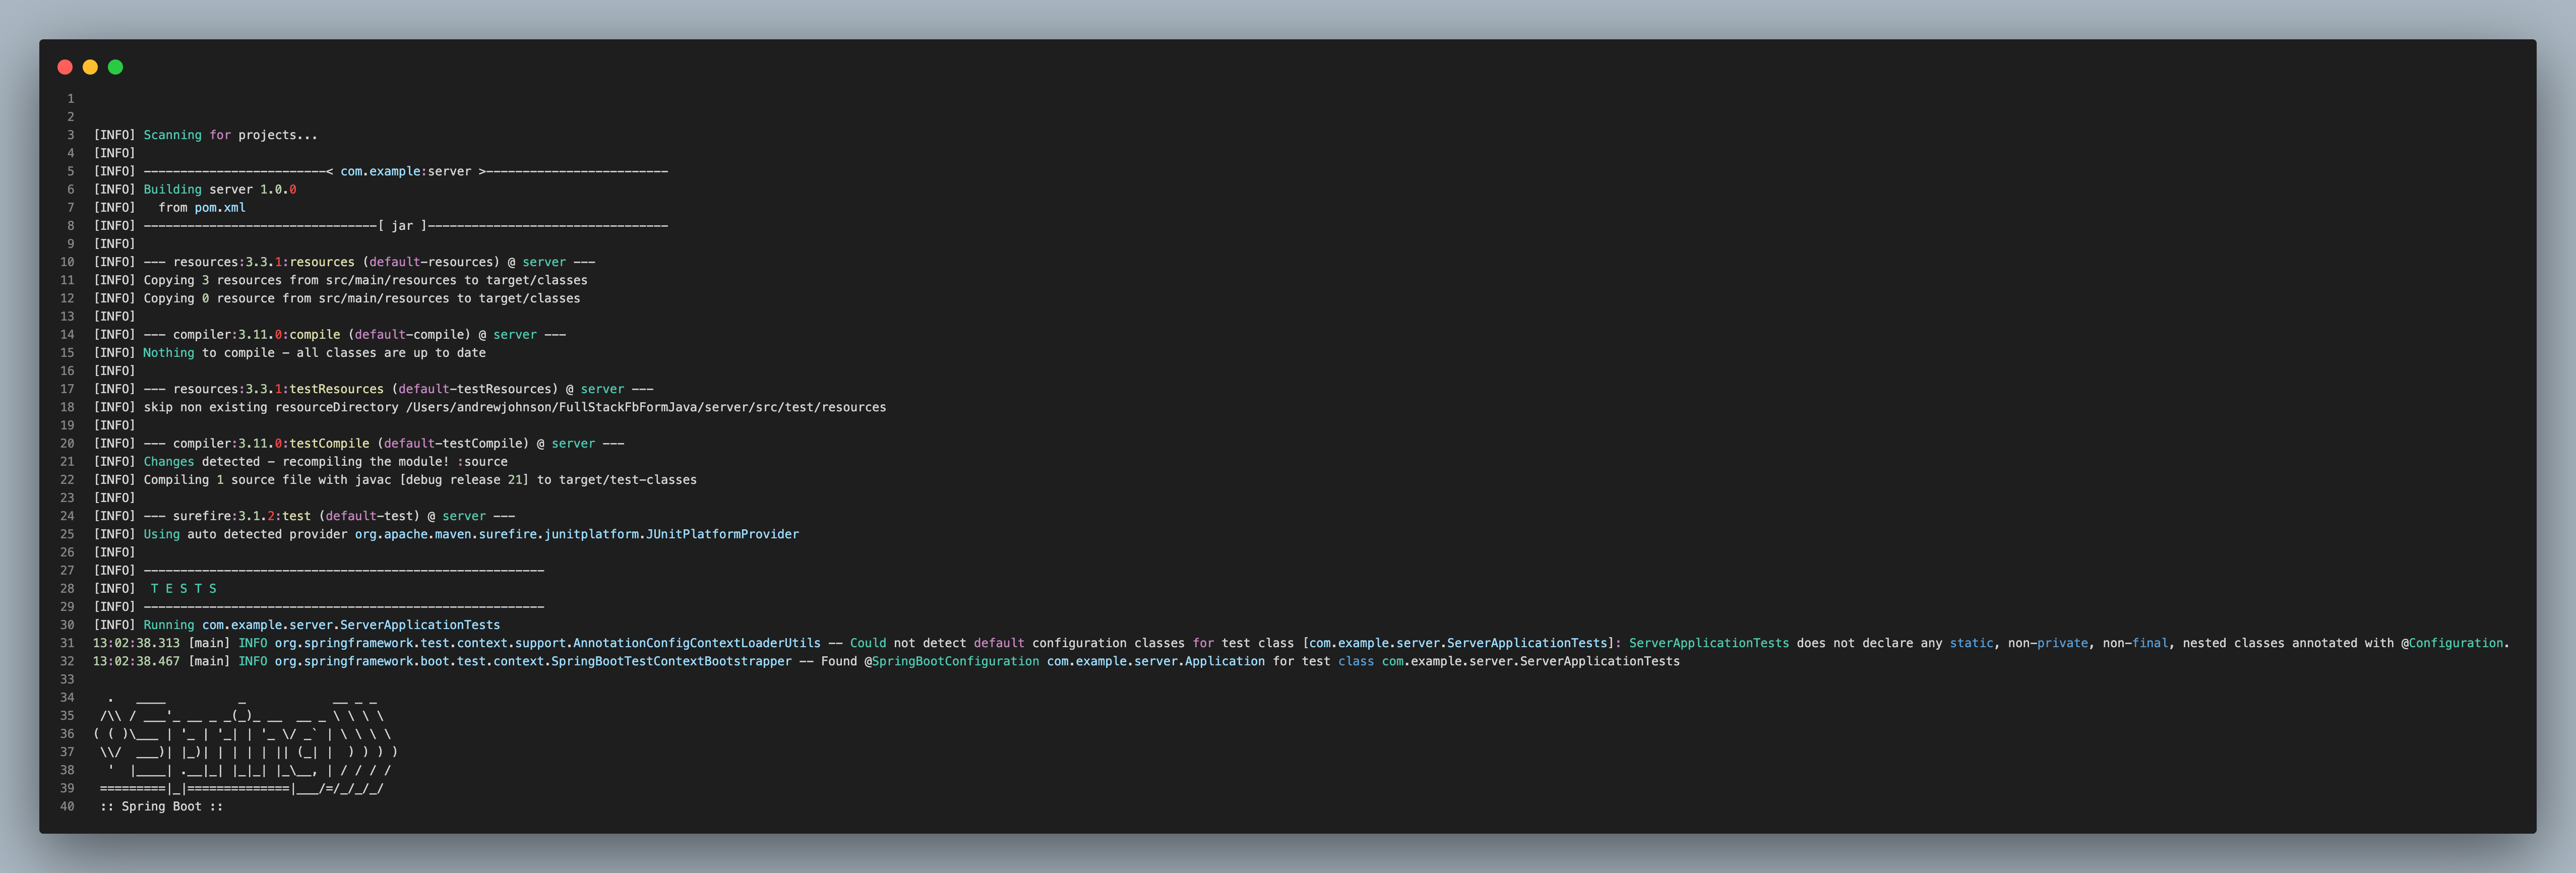 1
2
3 [INFO] Scanning for projects...
4 [INFO]
5 [INFO] -------------------------< com.example:server >-------------------------
6 [INFO] Building server 1.0.0
7 [INFO]   from pom.xml
8 [INFO] --------------------------------[ jar ]---------------------------------
9 [INFO]
10 [INFO] --- resources:3.3.1:resources (default-resources) @ server ---
11 [INFO] Copying 3 resources from src/main/resources to target/classes
12 [INFO] Copying 0 resource from src/main/resources to target/classes
13 [INFO]
14 [INFO] --- compiler:3.11.0:compile (default-compile) @ server ---
15 [INFO] Nothing to compile - all classes are up to date
16 [INFO]
17 [INFO] --- resources:3.3.1:testResources (default-testResources) @ server ---
18 [INFO] skip non existing resourceDirectory /Users/andrewjohnson/FullStackFbFormJava/server/src/test/resources
19 [INFO]
20 [INFO] --- compiler:3.11.0:testCompile (default-testCompile) @ server ---
21 [INFO] Changes detected - recompiling the module! :source
22 [INFO] Compiling 1 source file with javac [debug release 21] to target/test-classes
23 [INFO]
24 [INFO] --- surefire:3.1.2:test (default-test) @ server ---
25 [INFO] Using auto detected provider org.apache.maven.surefire.junitplatform.JUnitPlatformProvider
26 [INFO]
27 [INFO] -------------------------------------------------------
28 [INFO]  T E S T S
29 [INFO] -------------------------------------------------------
30 [INFO] Running com.example.server.ServerApplicationTests
31 13:02:38.313 [main] INFO org.springframework.test.context.support.AnnotationConfigContextLoaderUtils -- Could not detect default configuration classes for test class [com.example.server.ServerApplicationTests]: ServerApplicationTests does not declare any static, non-private, non-final, nested classes annotated with @Configuration.
32 13:02:38.467 [main] INFO org.springframework.boot.test.context.SpringBootTestContextBootstrapper -- Found @SpringBootConfiguration com.example.server.Application for test class com.example.server.ServerApplicationTests
33
34   .   ____          _            __ _ _
35  /\\ / ___'_ __ _ _(_)_ __  __ _ \ \ \ \
36 ( ( )\___ | '_ | '_| | '_ \/ _` | \ \ \ \
37  \\/  ___)| |_)| | | | | || (_| |  ) ) ) )
38   '  |____| .__|_| |_|_| |_\__, | / / / /
39  =========|_|==============|___/=/_/_/_/
40  :: Spring Boot ::